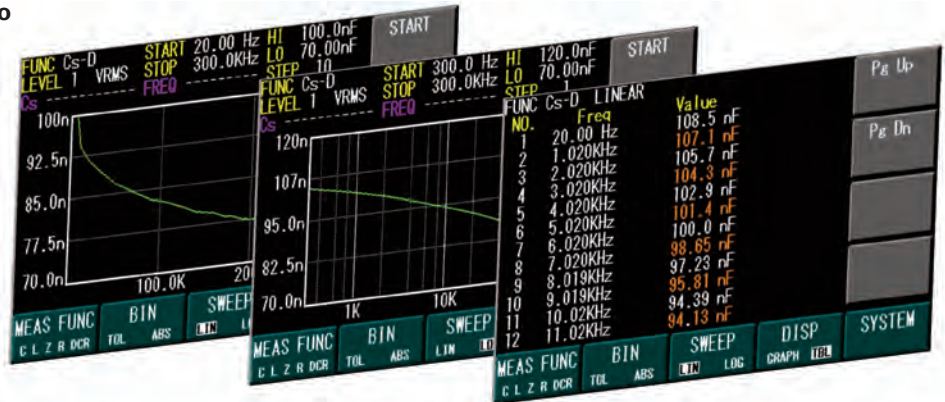 o
FUNC Cs-D START 20.00 Hz HI 100.0nF START
LEVEL 1 VRMS STOP 300.0KHz LO 70.00nF
FREQ STEP 10
Cs
100n
92.5n
85.0n
77.5n
70.0n
100.0K 20
MEAS FUNC BIN SWEEP
C L Z R DCR TOL ABS LIN
FUNC Cs-D START 300.0 Hz HI 120.0nF START
LEVEL 1 VRMS STOP 300.0KHz LO 70.00nF
FREQ STEP 1
Cs
120n
107n
95.0n
82.5n
70.0n
1K 10K
MEAS FUNC BIN SWEEP
C L Z R DCR TOL ABS LIN
FUNC Cs-D LINEAR Pg Up
NO. Freq Value
1 20.00 Hz 108.5 nF
2 1.020KHz 107.1 nF
3 2.020KHz 105.7 nF
4 3.020KHz 104.3 nF
5 4.020KHz 102.9 nF
6 5.020KHz 101.4 nF
7 6.020KHz 100.0 nF
8 7.020KHz 98.65 nF
9 8.019KHz 97.23 nF
10 9.019KHz 95.81 nF
11 10.02KHz 94.39 nF
12 11.02KHz 94.13 nF
Pg Dn
MEAS FUNC BIN SWEEP DISP SYSTEM
C L Z R DCR TOL ABS LIN LOG GRAPH TBL